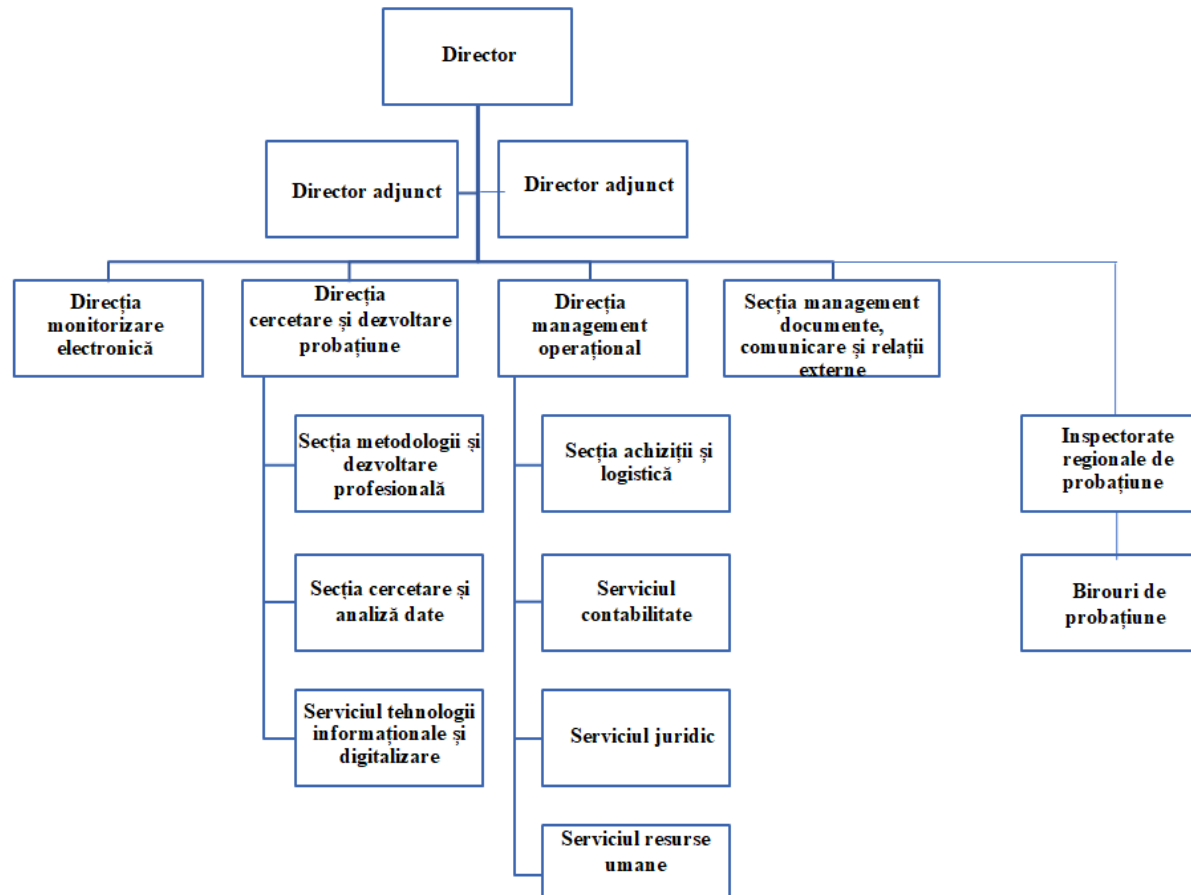 Director
Director adjunct
Director adjunct
Direcția
monitorizare
electronică
Direcția
cercetare și dezvoltare
probațiune
Direcția
management
operațional
Secția management
documente,
comunicare și relații
externe
Secția metodologii și
dezvoltare
profesională
Secția cercetare și
analiză date
Serviciul tehnologii
informaționale și
digitalizare
Secția achiziții și
logistică
Serviciul
contabilitate
Serviciul juridic
Serviciul resurse
umane
Inspectorate
regionale de
probațiune
Birouri de
probațiune